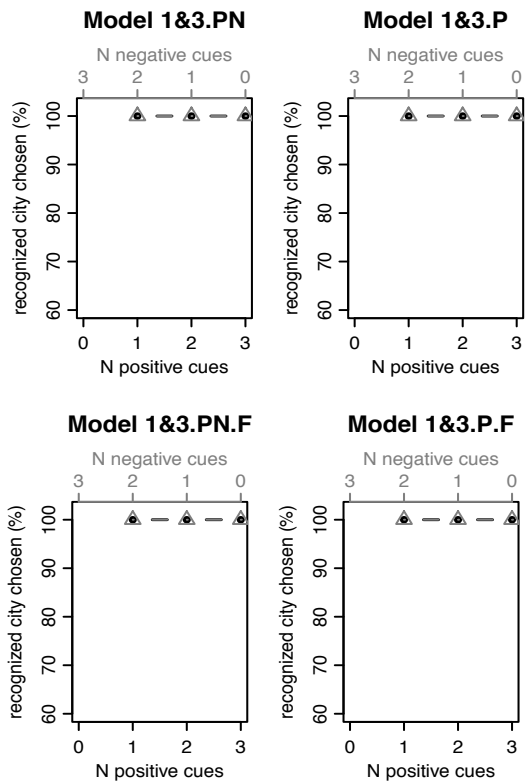 Model 1&3.PN
N negative cues
3 2 1 0
recognized city chosen (%)
100
90
80
70
60
0 1 2 3
N positive cues
Model 1&3.P
N negative cues
3 2 1 0
recognized city chosen (%)
100
90
80
70
60
0 1 2 3
N positive cues
Model 1&3.PN.F
N negative cues
3 2 1 0
recognized city chosen (%)
100
90
80
70
60
0 1 2 3
N positive cues
Model 1&3.P.F
N negative cues
3 2 1 0
recognized city chosen (%)
100
90
80
70
60
0 1 2 3
N positive cues